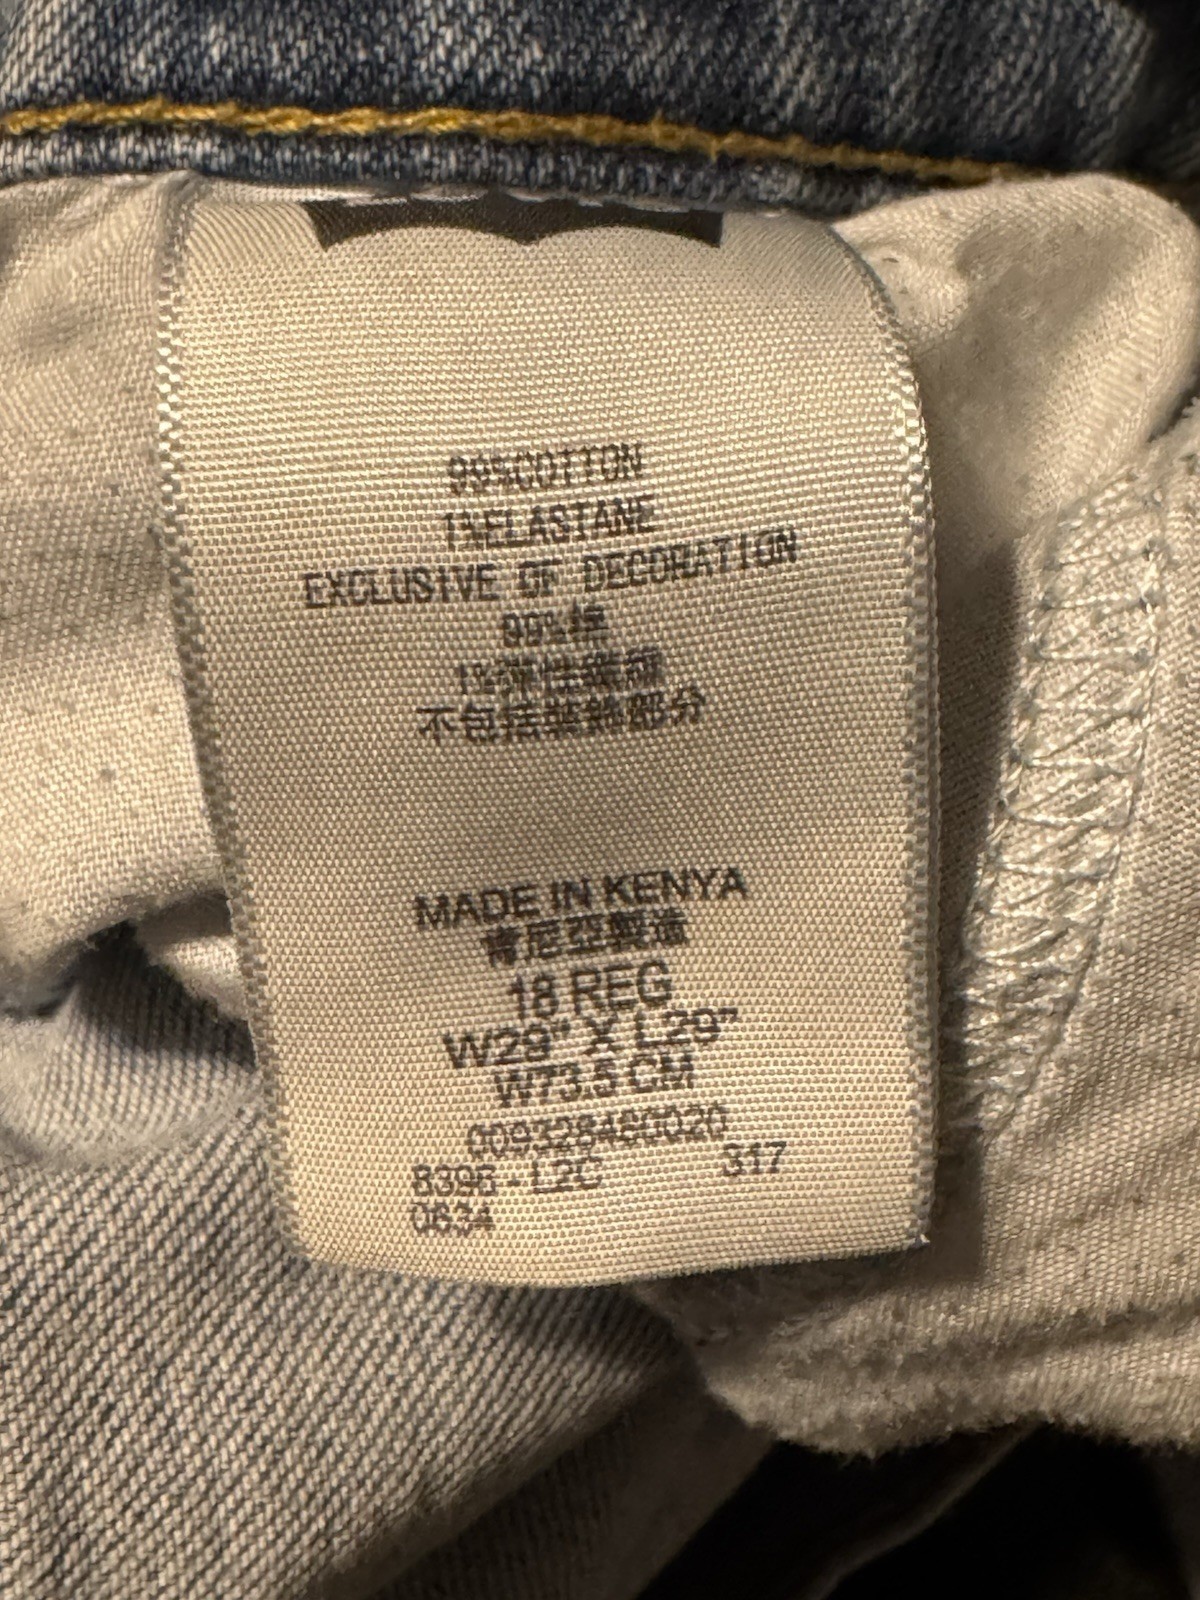 99%COTTON
1%ELASTANE
EXCLUSIVE OF DECORATION
99%棉
1%彈性纖維
不包括裝飾部分
MADE IN KENYA
肯尼亞製造
18 REG
W29" X L29"
W73.5 CM
009328460020
8396 - L2C 317
0634